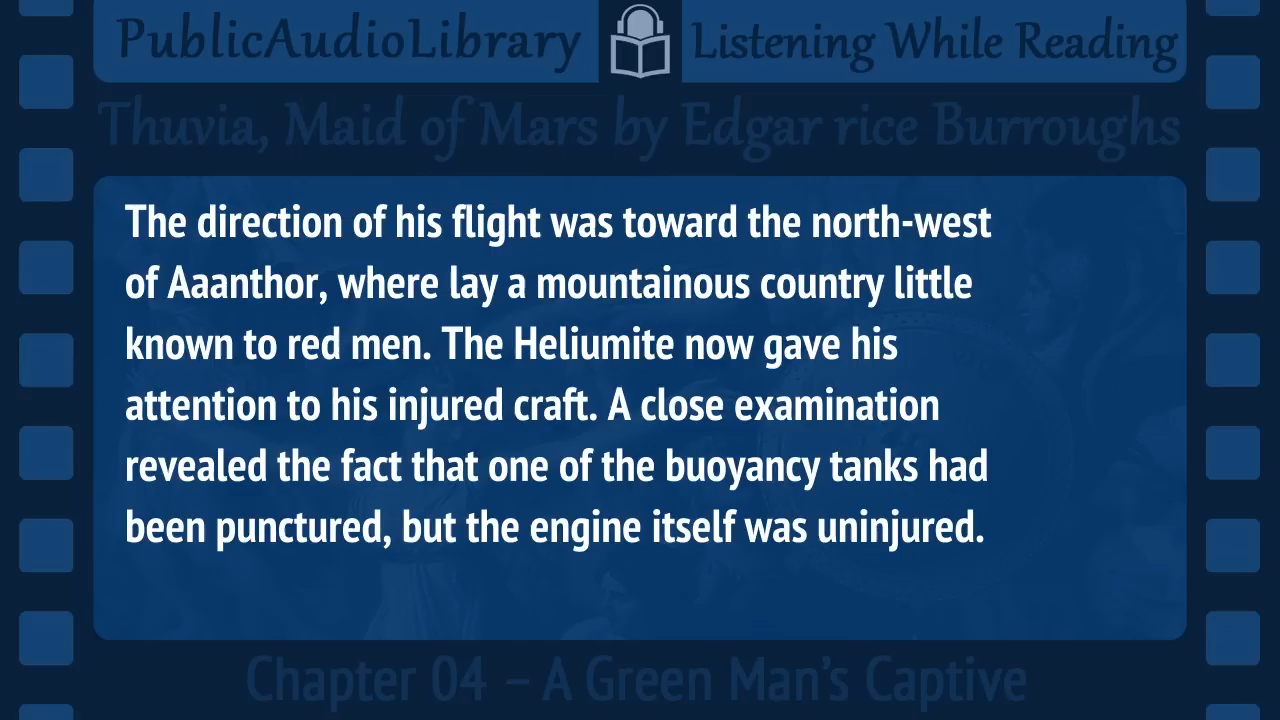 PublicAudioLibrary Listening While Reading
Thuvia, Maid of Mars by Edgar rice Burroughs
The direction of his flight was toward the north-west
of Aaanthor, where lay a mountainous country little
known to red men. The Heliumite now gave his
attention to his injured craft. A close examination
revealed the fact that one of the buoyancy tanks had
been punctured, but the engine itself was uninjured.
Chapter 04 – A Green Man’s Captive